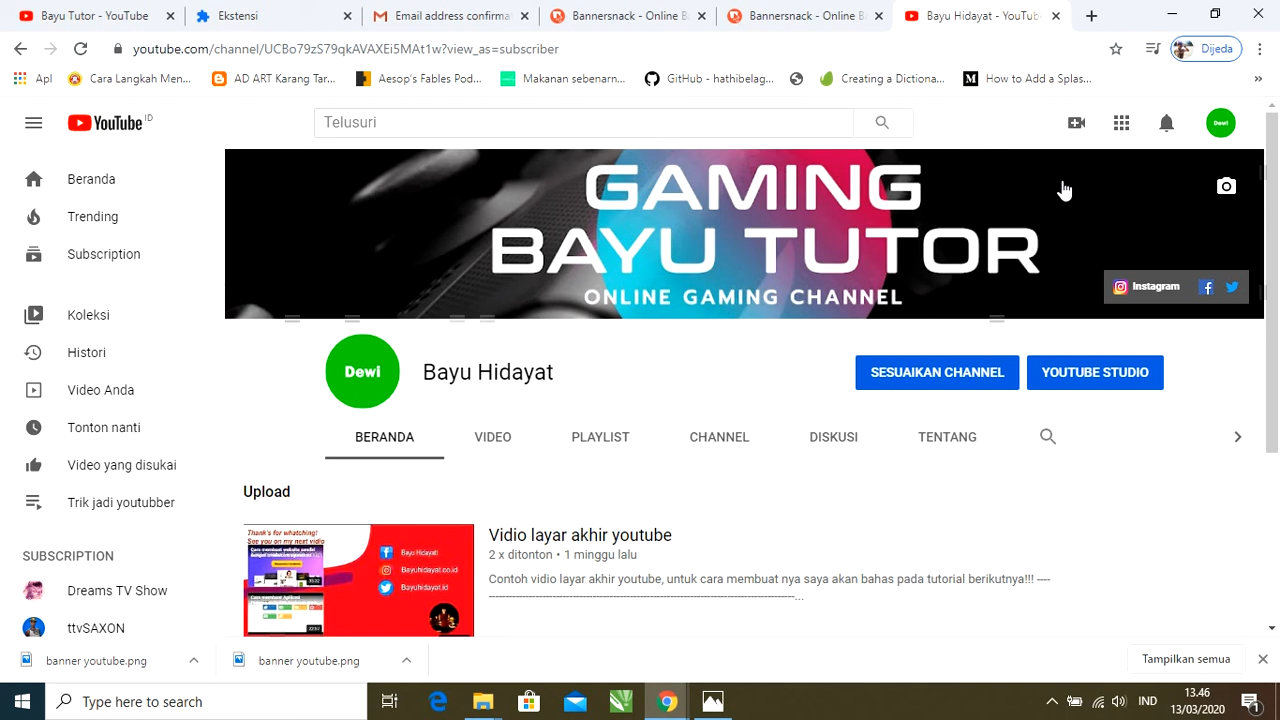 Bayu Tutor - YouTube
Ekstensi
Email address confirmat
Bannersnack - Online B
Bannersnack - Online B
Bayu Hidayat - YouTub
youtube.com/channel/UCBo79zS79qkAVAXEi5MAt1w?view_as=subscriber
Dijeda
Apl
Cara Langkah Men...
AD ART Karang Tar...
Aesop's Fables Pod...
Makanan sebenarn...
GitHub - hathibelag...
Creating a Dictiona...
How to Add a Splas...
YouTube ID
Telusuri
Dewi
Beranda
Trending
Subscription
Koleksi
Histori
Video Anda
Tonton nanti
Video yang disukai
Trik jadi youtubber
SUBSCRIPTION
Dreams TV Show
ttvSAXON
GAMING
BAYU TUTOR
ONLINE GAMING CHANNEL
Instagram
Dewi
Bayu Hidayat
SESUAIKAN CHANNEL
YOUTUBE STUDIO
BERANDA
VIDEO
PLAYLIST
CHANNEL
DISKUSI
TENTANG
Upload
Thank's for whatching!
See you on my next vidio
Bayu Hidayat!
Bayuhidayat.co.id
Bayuhidayat.id
Vidio layar akhir youtube
2 x ditonton • 1 minggu lalu
Contoh vidio layar akhir youtube, untuk cara membuat nya saya akan bahas pada tutorial berikutnya!!! ----
--------------------------------------------------------------------------------------------...
banner youtube.png
banner youtube.png
Tampilkan semua
Type here to search
IND
13.46
13/03/2020
1